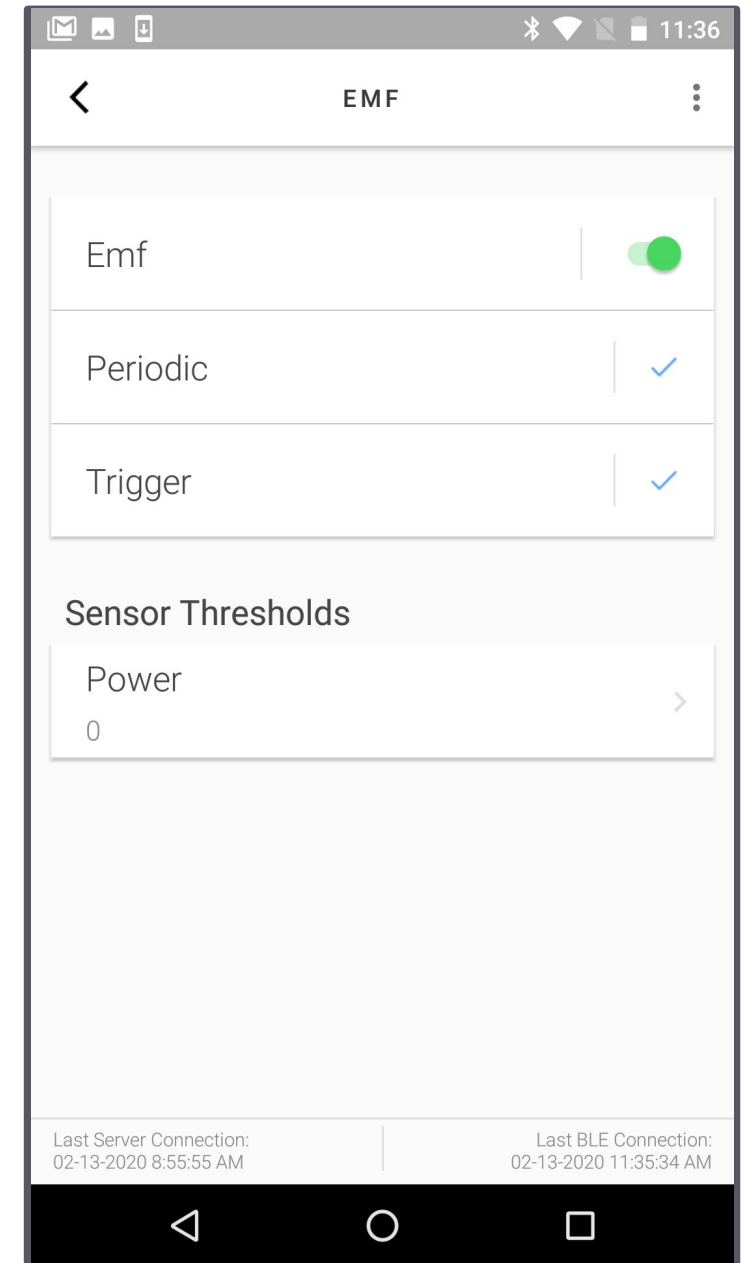 11:36
EMF
Emf
Periodic
Trigger
Sensor Thresholds
Power
0
Last Server Connection:
02-13-2020 8:55:55 AM
Last BLE Connection:
02-13-2020 11:35:34 AM